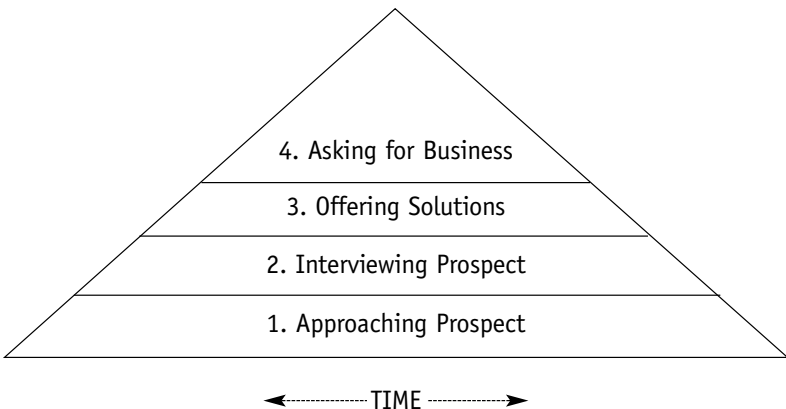 4. Asking for Business
3. Offering Solutions
2. Interviewing Prospect
1. Approaching Prospect
TIME